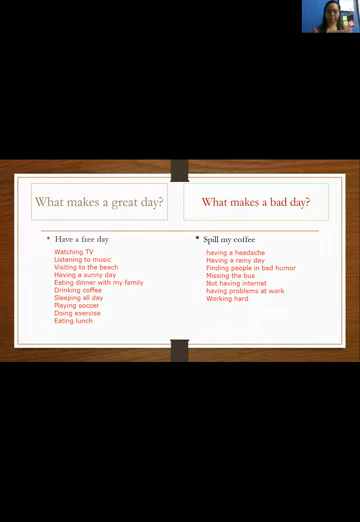 What makes a great day?
What makes a bad day?
Have a free day
Watching TV
Listening to music
Visiting to the beach
Having a sunny day
Eating dinner with my family
Drinking coffee
Sleeping all day
Playing soccer
Doing exercise
Eating lunch
Spill my coffee
having a headache
Having a rainy day
Finding people in bad humor
Missing the bus
Not having internet
having problems at work
Working hard